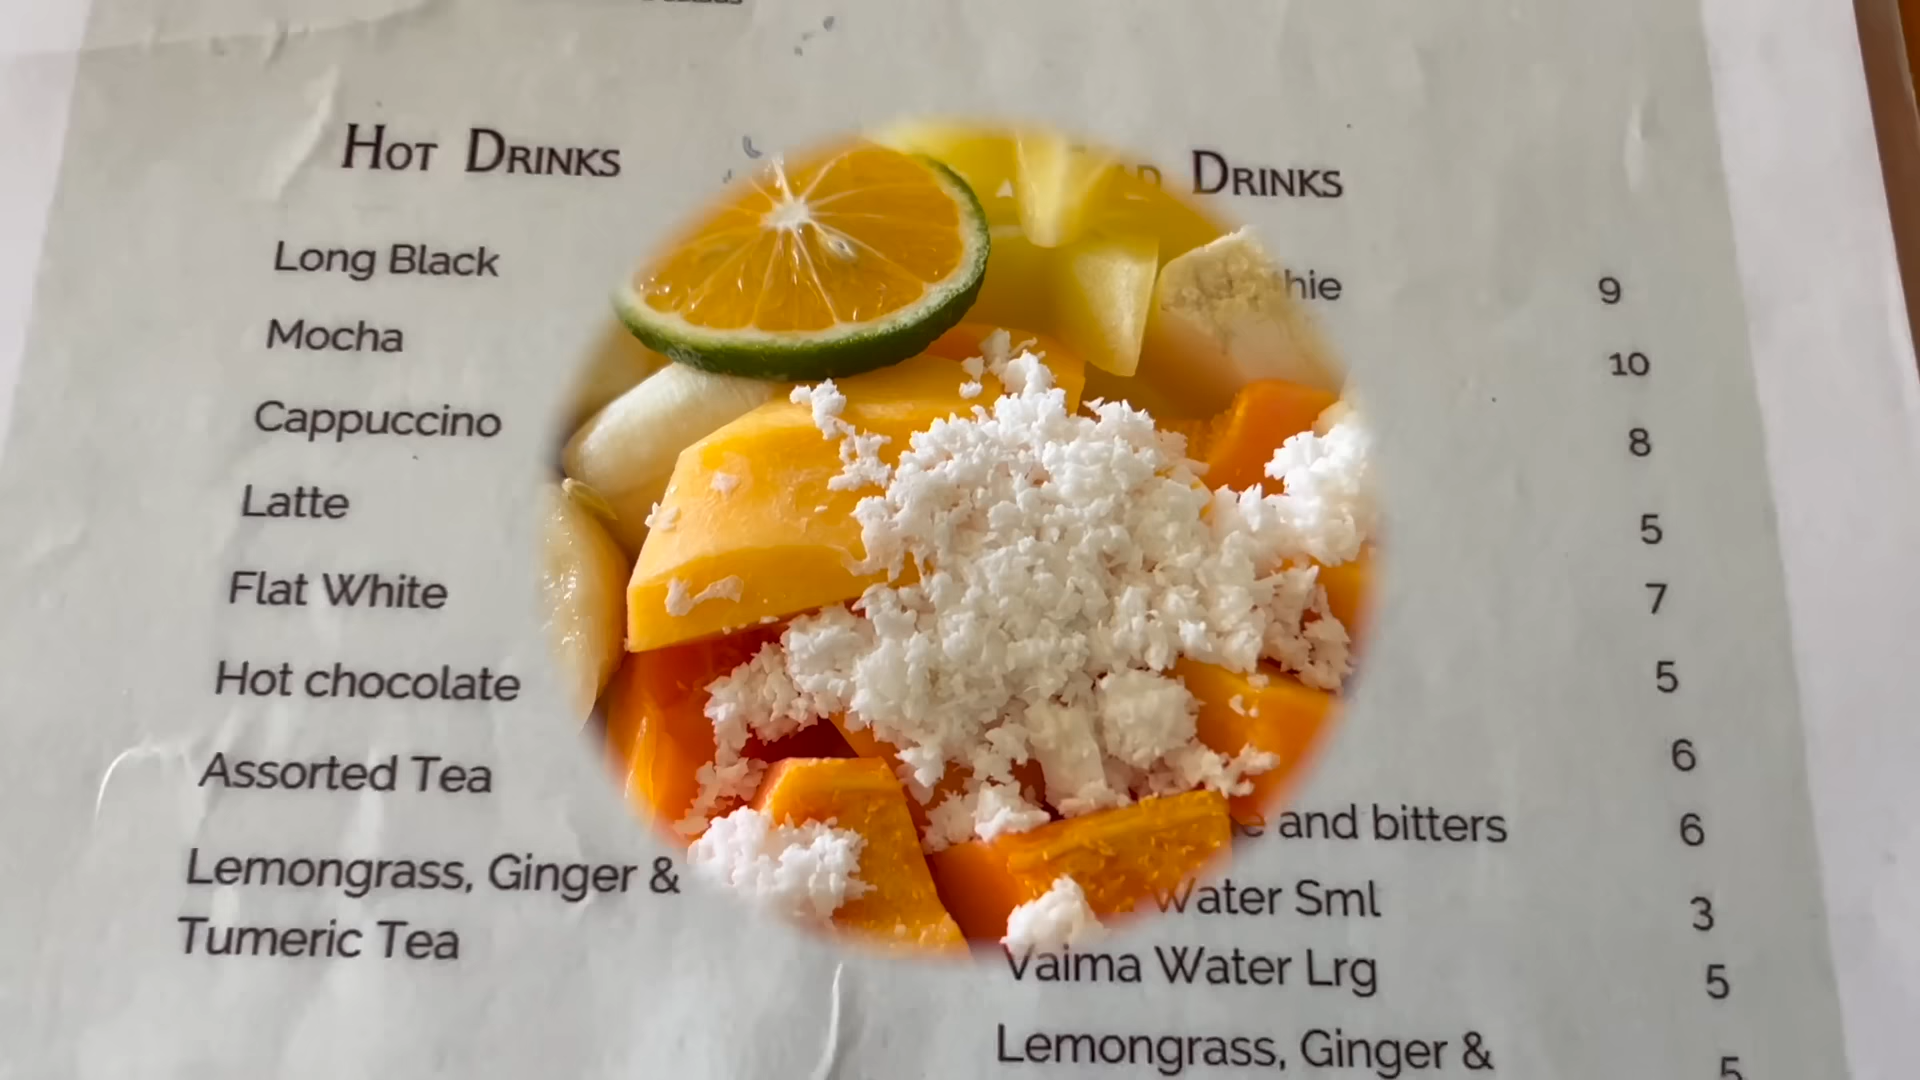 Hot Drinks
Long Black
Mocha
Cappuccino
Latte
Flat White
Hot chocolate
Assorted Tea
Lemongrass, Ginger &
Tumeric Tea
Drinks
9
10
8
5
7
5
6
and bitters 6
Water Sml 3
Vaima Water Lrg 5
Lemongrass, Ginger & 5